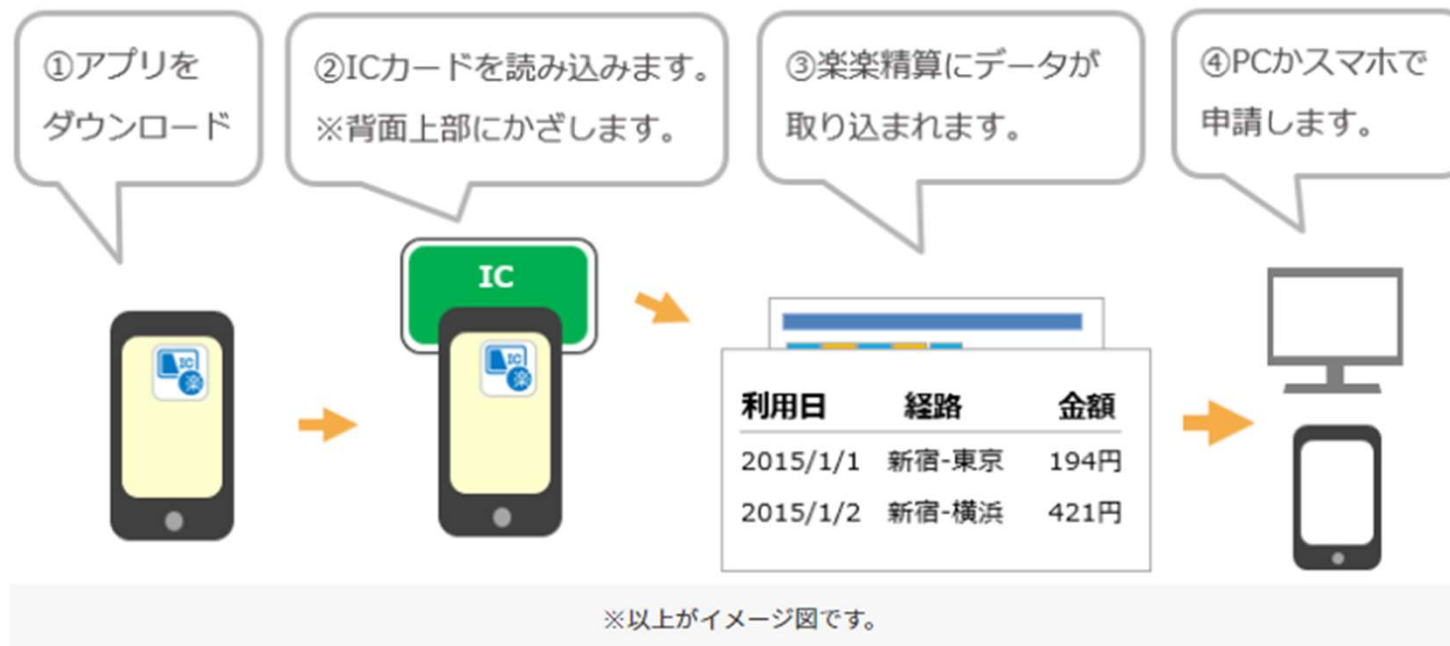 ①アプリを
ダウンロード
②ICカードを読み込みます。
※背面上部にかざします。
③楽楽精算にデータが
取り込まれます。
④PCかスマホで
申請します。
IC
IC
楽
IC
楽
利用日 経路 金額
2015/1/1 新宿-東京 194円
2015/1/2 新宿-横浜 421円
※以上がイメージ図です。